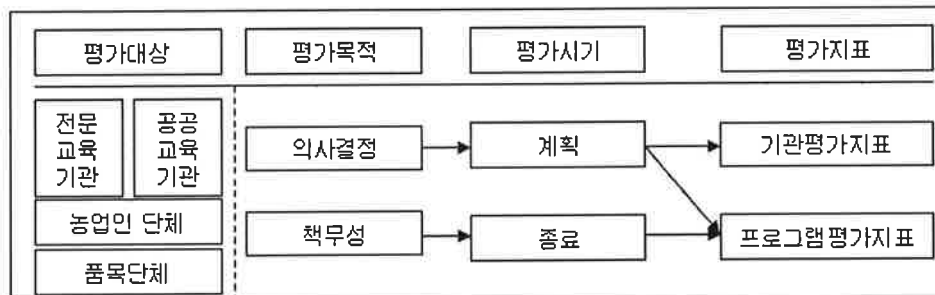 평가대상
평가목적
평가시기
평가지표
전문
교육
기관
공공
교육
기관
농업인 단체
품목단체
의사결정
계획
기관평가지표
책무성
종료
프로그램평가지표